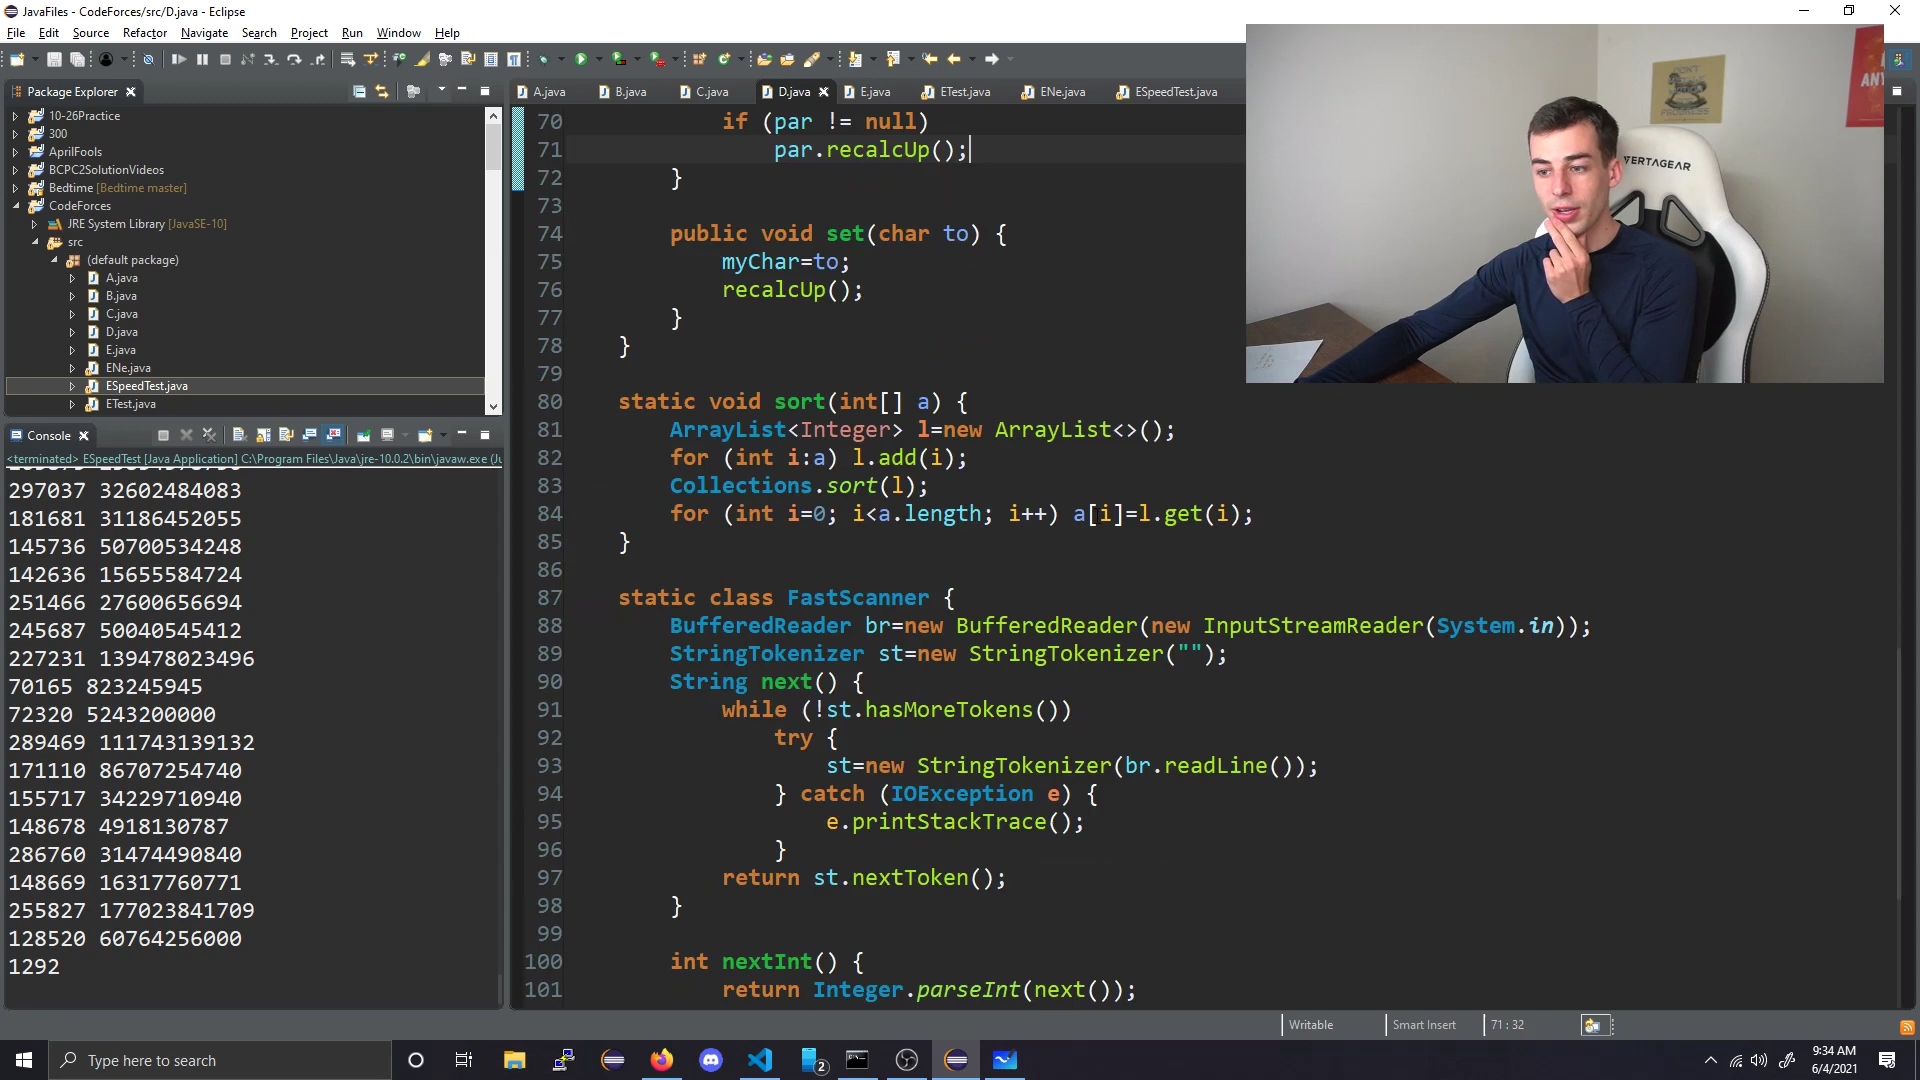 JavaFiles - CodeForces/src/D.java - Eclipse
File Edit Source Refactor Navigate Search Project Run Window Help
Package Explorer
10-26Practice
300
AprilFools
BCPC2SolutionVideos
Bedtime [Bedtime master]
CodeForces
JRE System Library [JavaSE-10]
src
(default package)
A.java
B.java
C.java
D.java
E.java
ENe.java
ESpeedTest.java
ETest.java
Console
<terminated> ESpeedTest [Java Application] C:\Program Files\Java\jre-10.0.2\bin\javaw.exe (Ju
297037 32602484083
181681 31186452055
145736 50700534248
142636 15655584724
251466 27600656694
245687 50040545412
227231 139478023496
70165 823245945
72320 5243200000
289469 111743139132
171110 86707254740
155717 34229710940
148678 4918130787
286760 31474490840
148669 16317760771
255827 177023841709
128520 60764256000
1292
A.java B.java C.java D.java E.java ETest.java ENe.java ESpeedTest.java
70 if (par != null)
71 par.recalcUp();
72 }
73
74 public void set(char to) {
75 myChar=to;
76 recalcUp();
77 }
78 }
79
80 static void sort(int[] a) {
81 ArrayList<Integer> l=new ArrayList<>();
82 for (int i:a) l.add(i);
83 Collections.sort(l);
84 for (int i=0; i<a.length; i++) a[i]=l.get(i);
85 }
86
87 static class FastScanner {
88 BufferedReader br=new BufferedReader(new InputStreamReader(System.in));
89 StringTokenizer st=new StringTokenizer("");
90 String next() {
91 while (!st.hasMoreTokens())
92 try {
93 st=new StringTokenizer(br.readLine());
94 } catch (IOException e) {
95 e.printStackTrace();
96 }
97 return st.nextToken();
98 }
99
100 int nextInt() {
101 return Integer.parseInt(next());
VERTAGEAR
ANY
PROGRESS
Writable Smart Insert 71 : 32
Type here to search
2
9:34 AM
6/4/2021